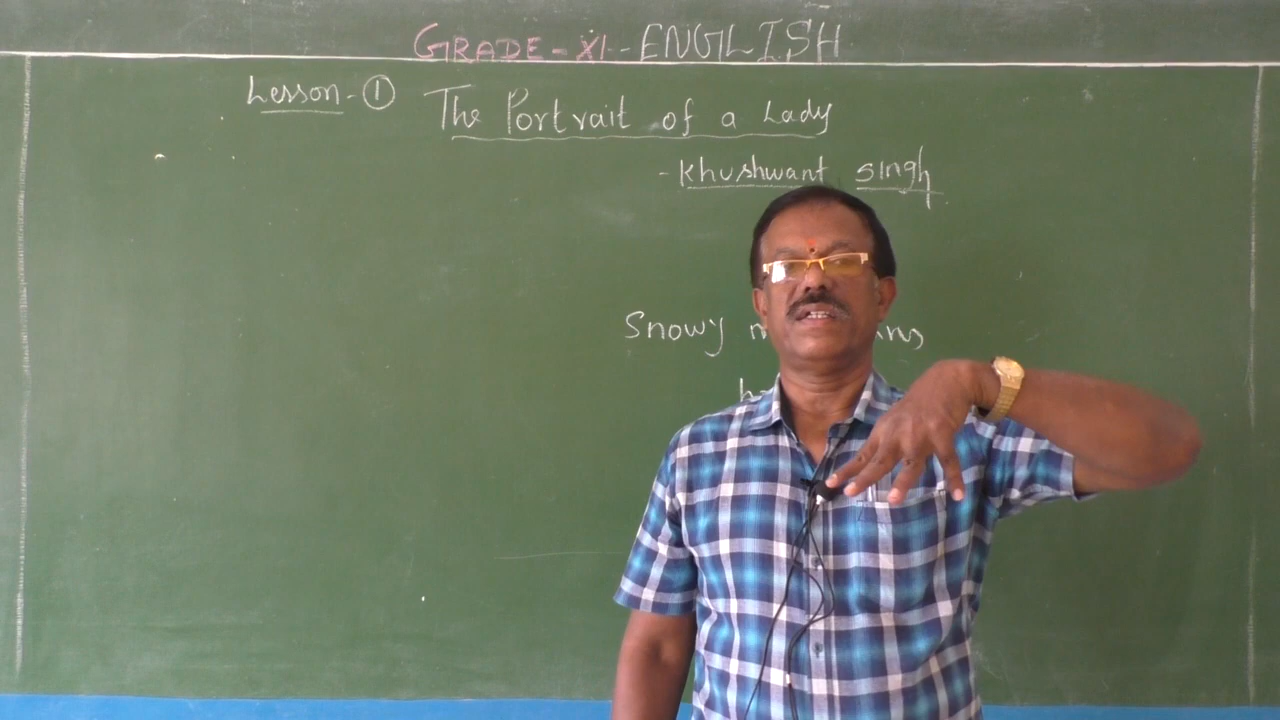 GRADE - XI - ENGLISH
Lesson - ① The Portrait of a Lady
- Khushwant Singh
Snowy